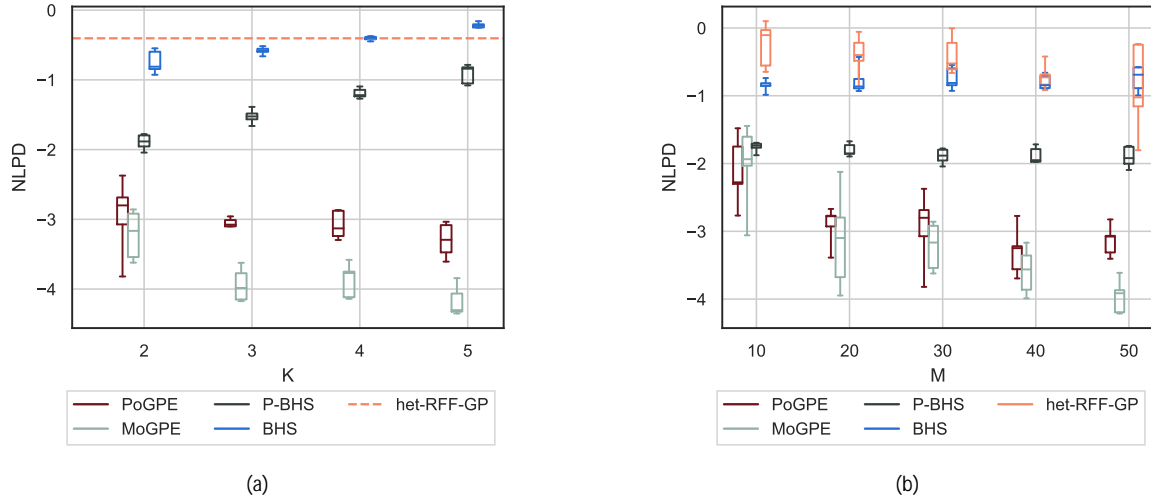 0
−1
−2
−3
−4
NLPD
2 3 4 5
K
PoGPE P-BHS het-RFF-GP
MoGPE BHS
(a)
0
−1
−2
−3
−4
NLPD
10 20 30 40 50
M
PoGPE P-BHS het-RFF-GP
MoGPE BHS
(b)